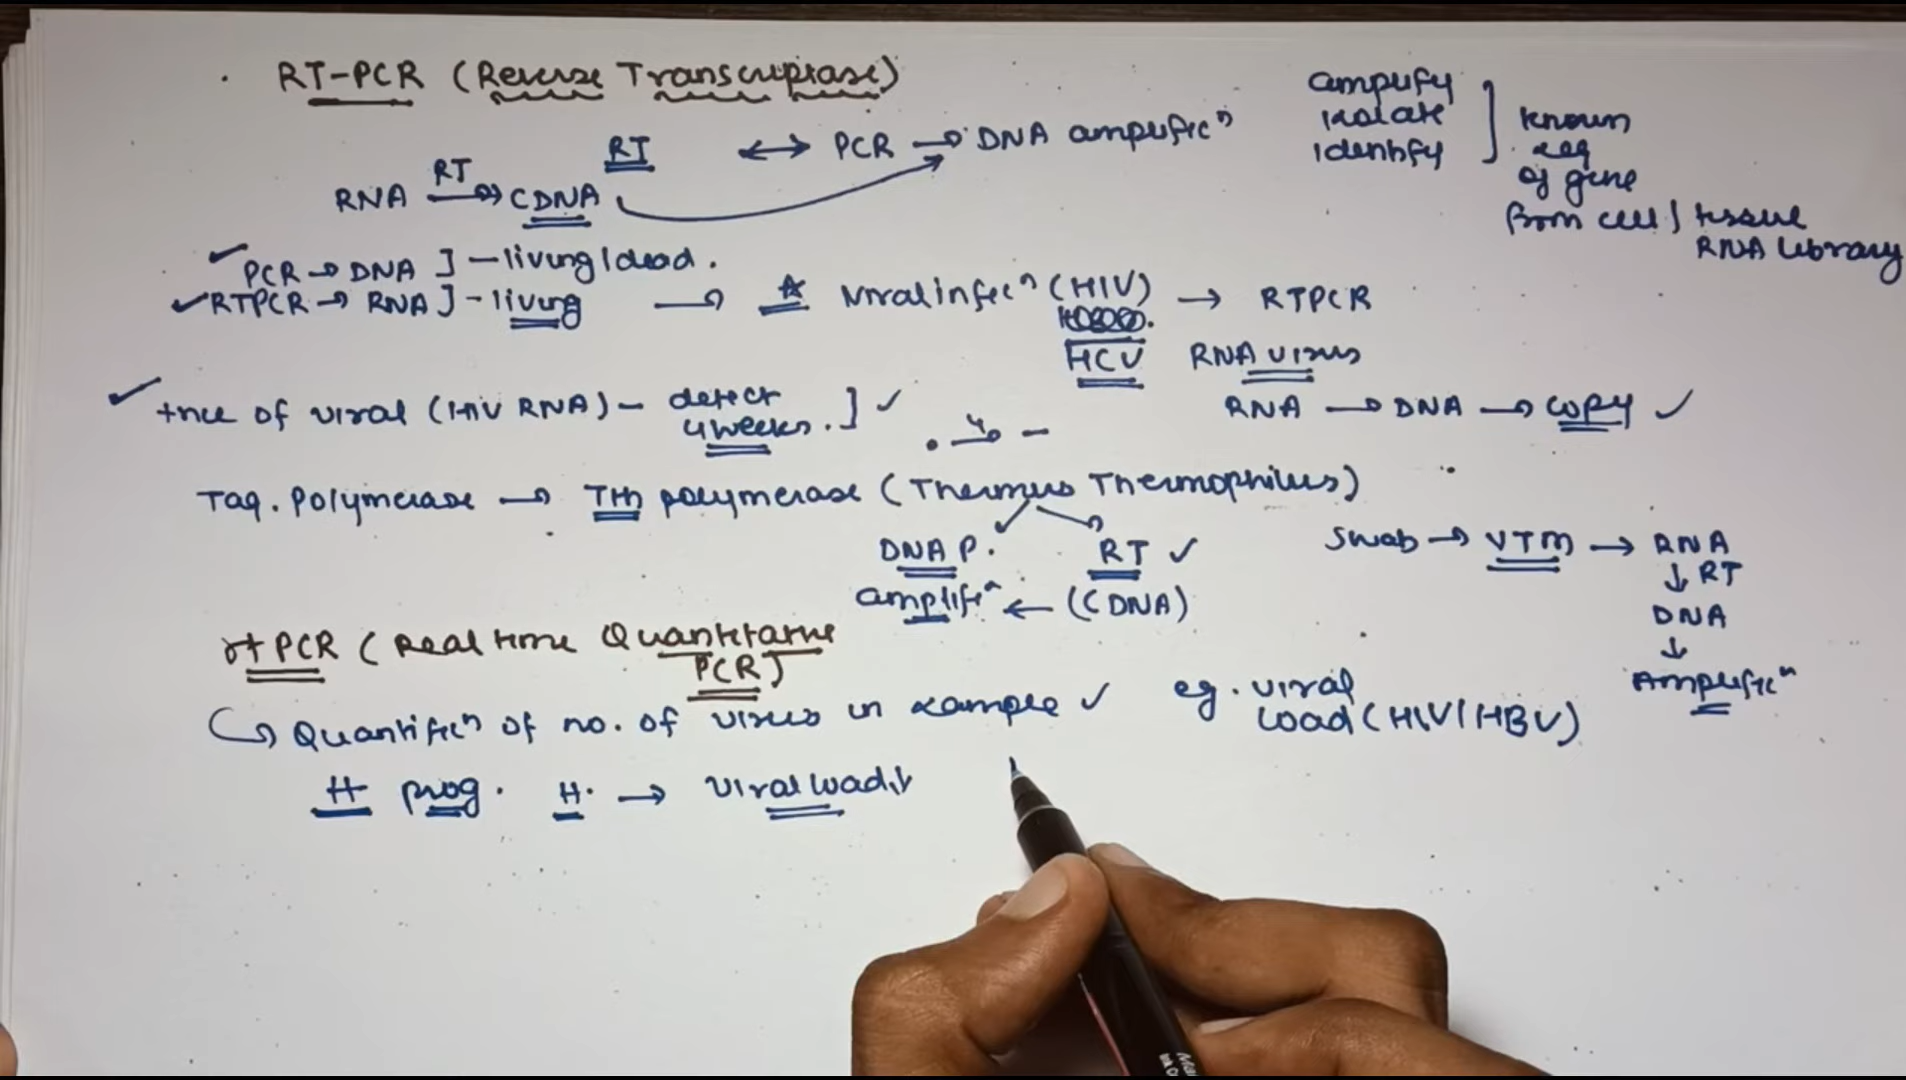 RT-PCR (Reverse Transcriptase)
RT ↔ PCR → DNA amplificⁿ
RNA RT→ CDNA
amplify
isolate
identify
known
seq
of gene
from cell / tissue
RNA library
✓ PCR → DNA ] - living/dead.
✓ RTPCR → RNA ] - living → ☆ Viral infecⁿ (HIV) → RTPCR
HCV RNA virus
RNA → DNA → copy ✓
✓ +nce of viral (HIV RNA) - detect
4 weeks. ] ✓
Taq. Polymerase → Tth polymerase (Thermus Thermophilus)
DNA P. RT ✓
amplifiⁿ ← (CDNA)
Swab → VTM → RNA
↓ RT
DNA
↓
Amplificⁿ
rt PCR (Real time Quantitative
PCR)
↪ Quantificⁿ of no. of virus in sample ✓ eg. viral
load (HIV/HBV)
prog. → Viral load